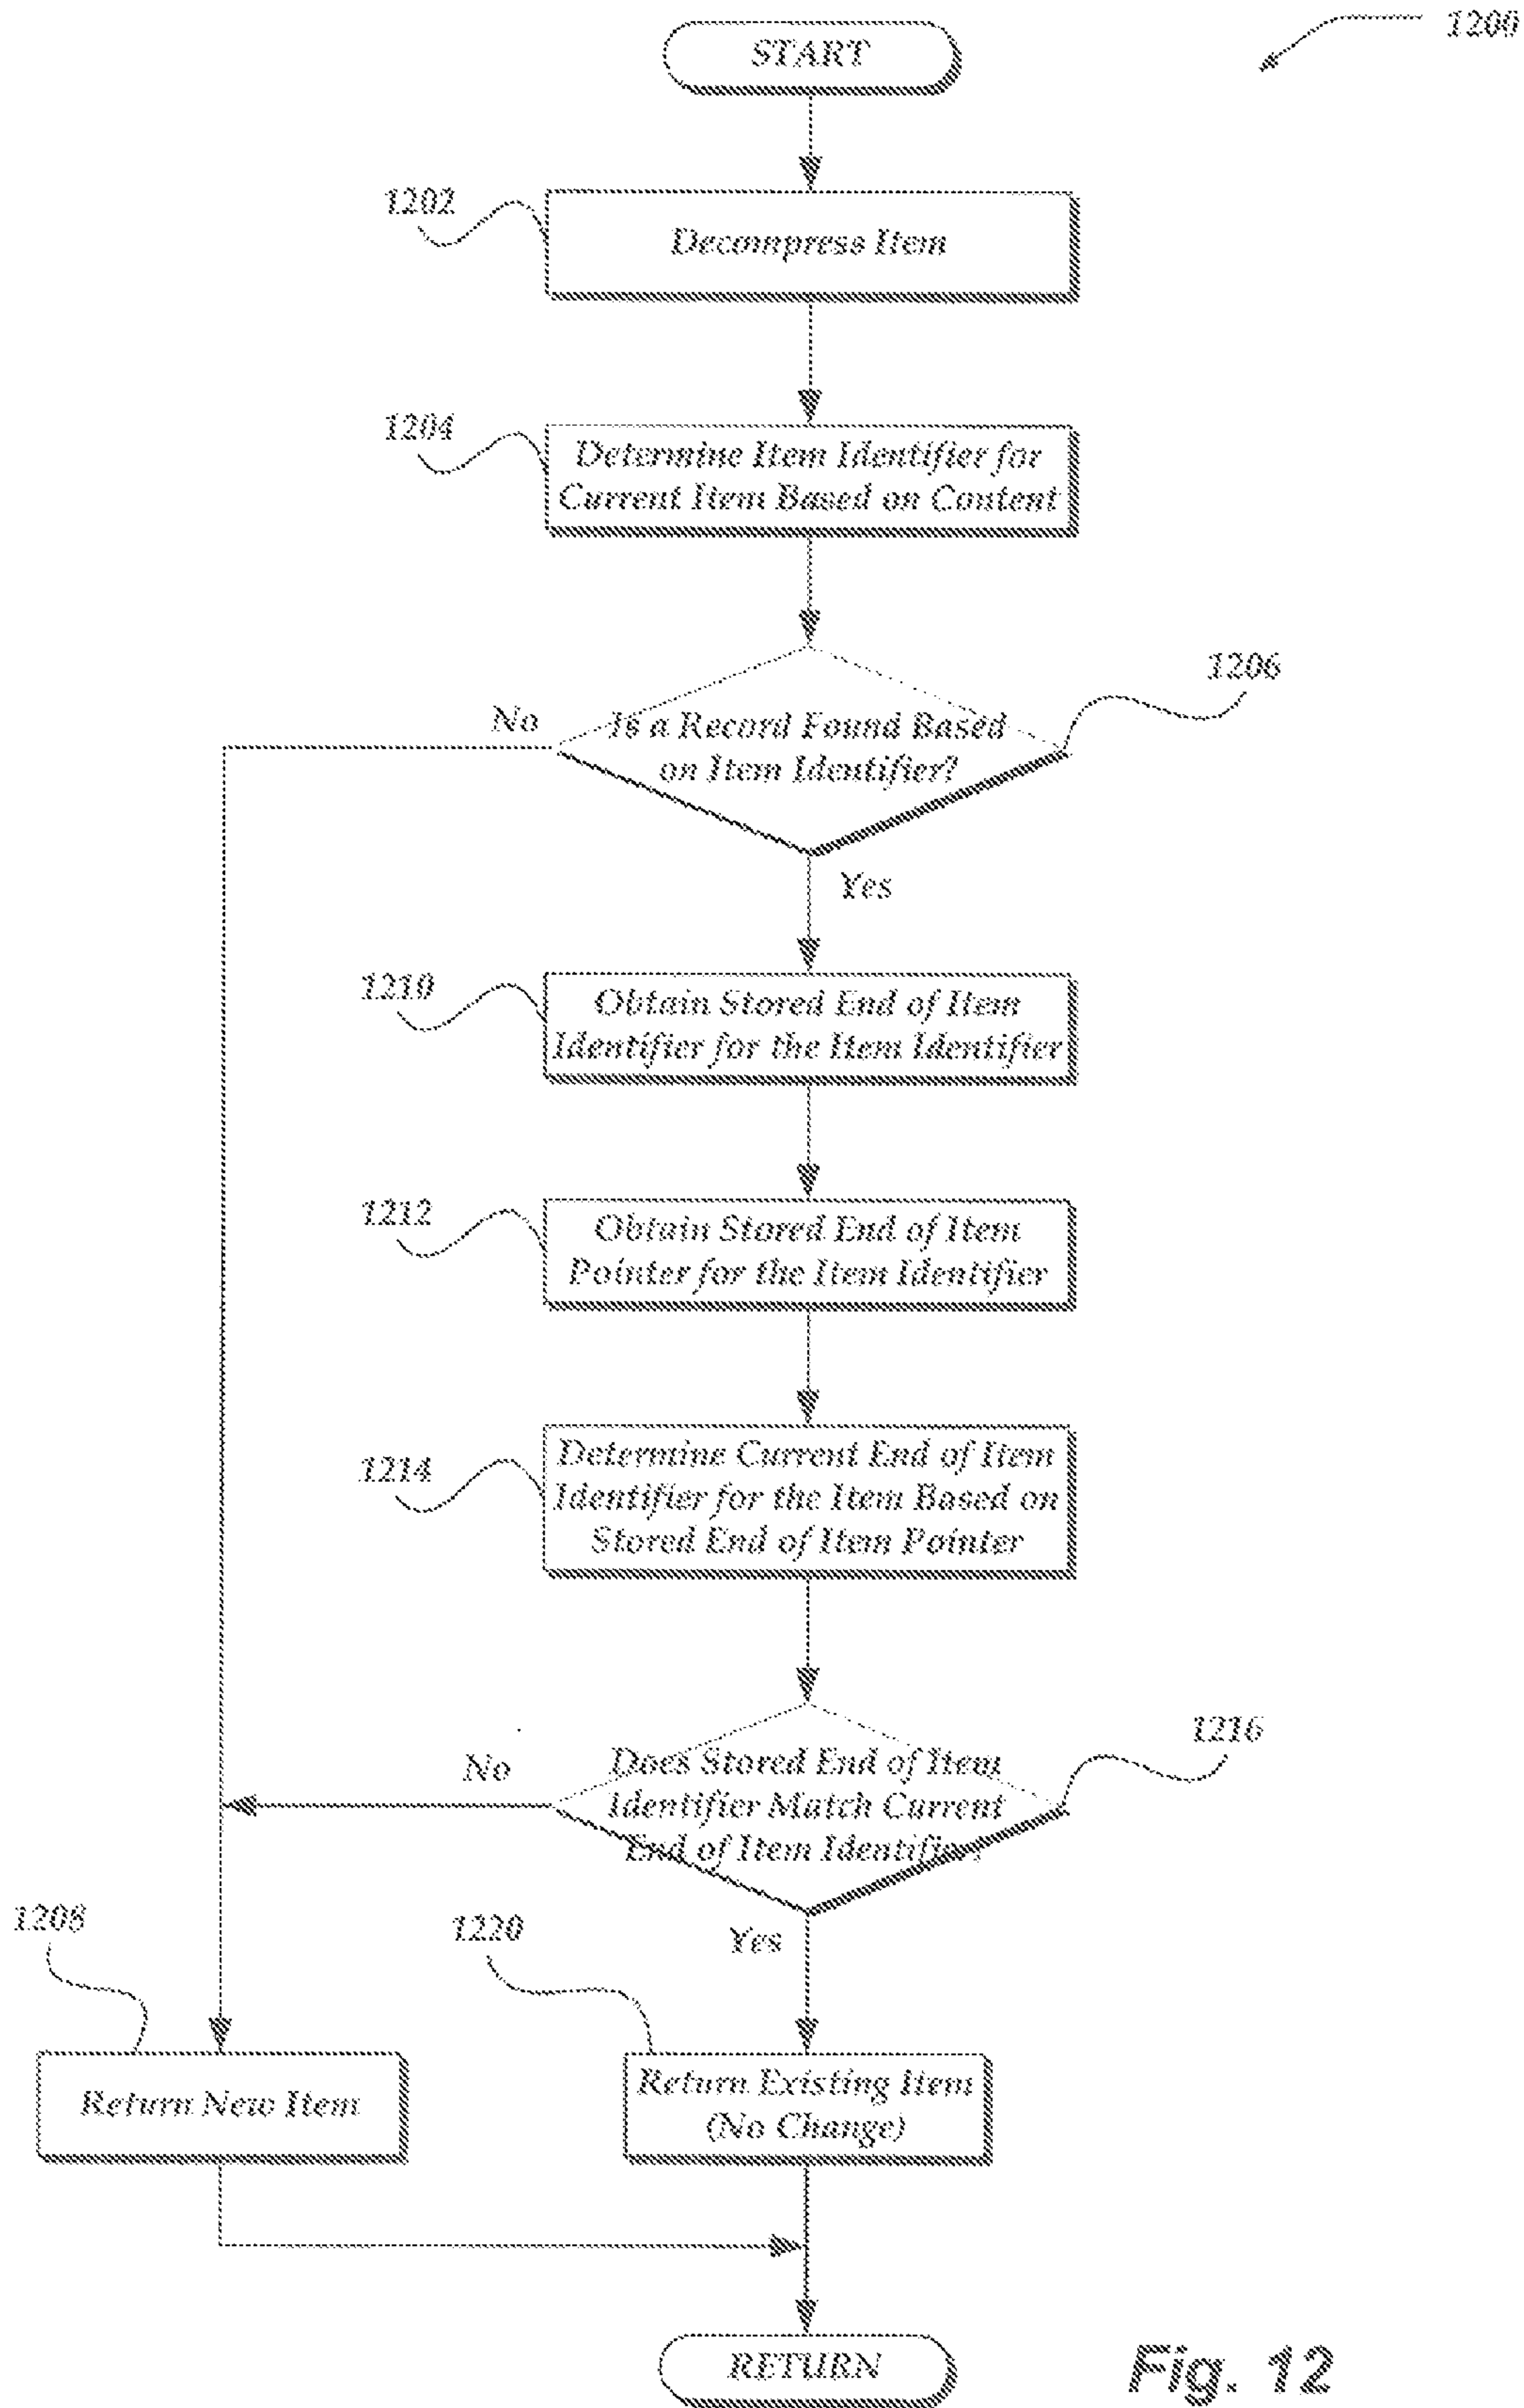 1200
START
1202
Decompress Item
1204
Determine Item Identifier for
Current Item Based on Content
1206
No
Is a Record Found Based
on Item Identifier?
Yes
1210
Obtain Stored End of Item
Identifier for the Item Identifier
1212
Obtain Stored End of Item
Pointer for the Item Identifier
1214
Determine Current End of Item
Identifier for the Item Based on
Stored End of Item Pointer
1216
No
Does Stored End of Item
Identifier Match Current
End of Item Identifier?
Yes
1208
1220
Return New Item
Return Existing Item
(No Change)
RETURN
Fig. 12